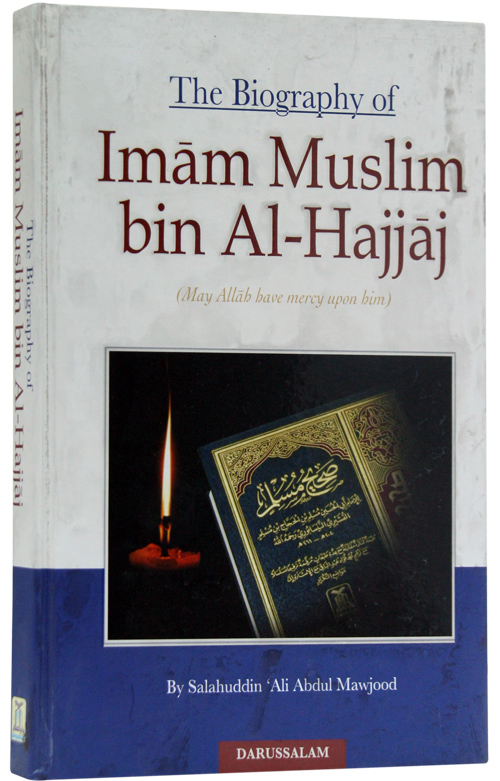 The Biography of
Imām Muslim
bin Al-Hajjāj
(May Allāh have mercy upon him)
صحيح مسلم
By Salahuddin ‘Ali Abdul Mawjood
DARUSSALAM
The Biography of
Imām Muslim bin Al-Hajjāj